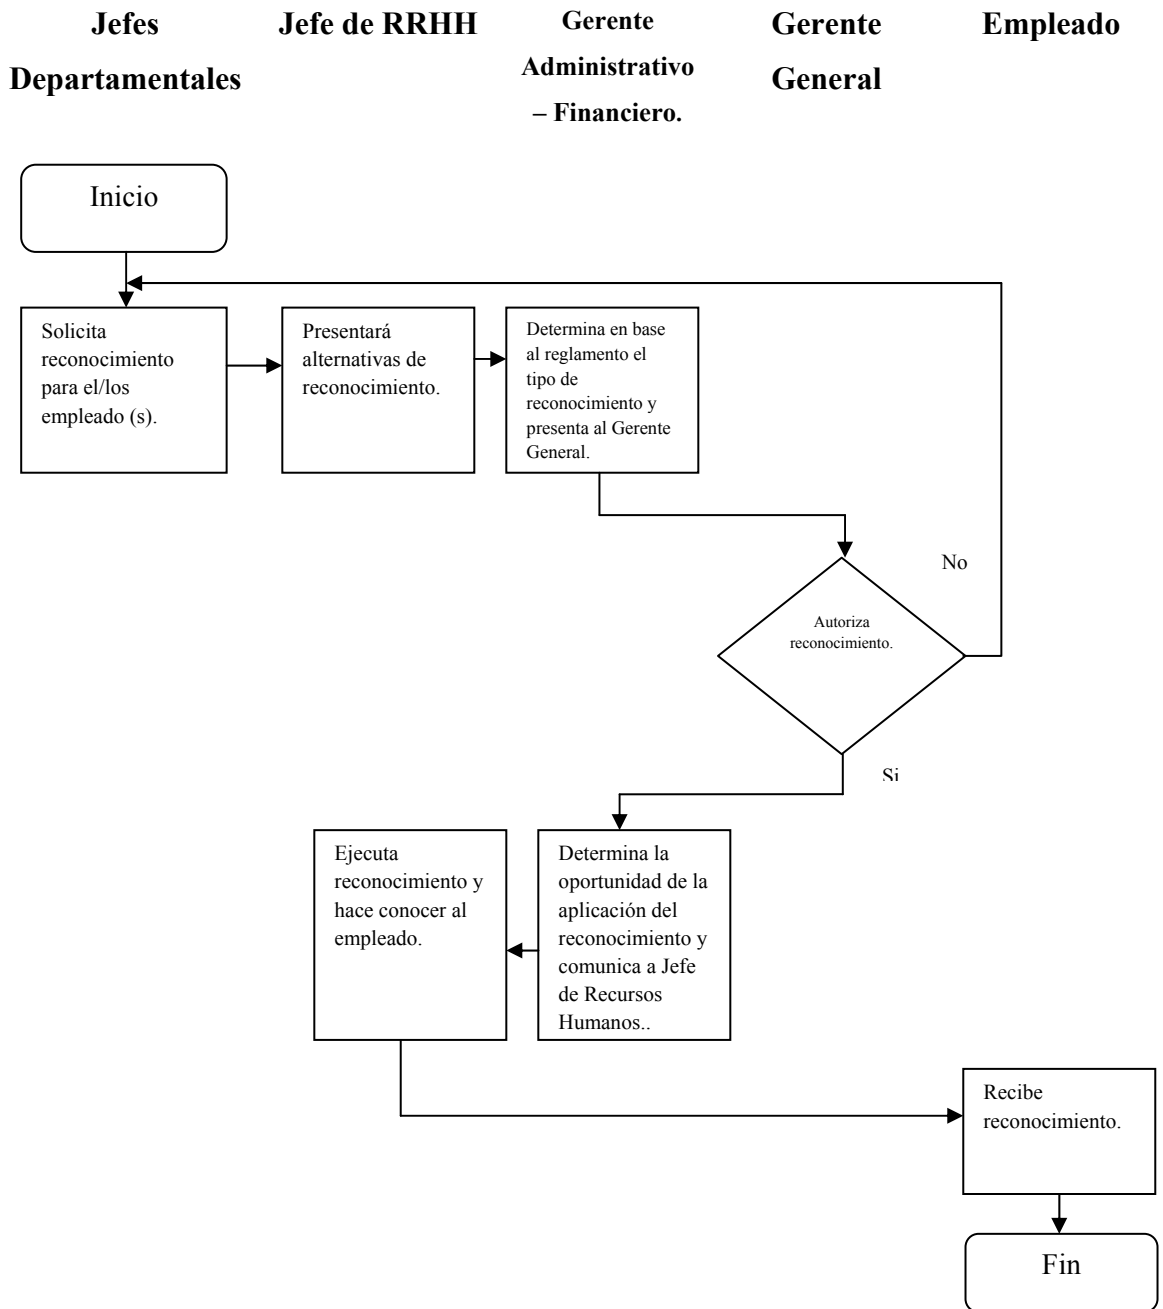 Jefes
Departamentales
Jefe de RRHH
Gerente
Administrativo
– Financiero.
Gerente
General
Empleado
Inicio
Solicita
reconocimiento
para el/los
empleado (s).
Presentará
alternativas de
reconocimiento.
Determina en base
al reglamento el
tipo de
reconocimiento y
presenta al Gerente
General.
No
Autoriza
reconocimiento.
Si
Ejecuta
reconocimiento y
hace conocer al
empleado.
Determina la
oportunidad de la
aplicación del
reconocimiento y
comunica a Jefe
de Recursos
Humanos..
Recibe
reconocimiento.
Fin